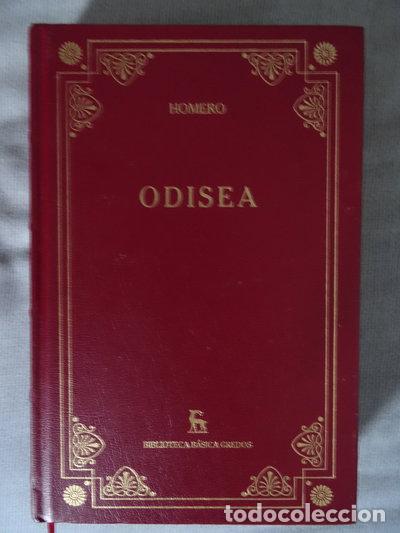 HOMERO
ODISEA
BIBLIOTECA BÁSICA GREDOS
todocoleccion